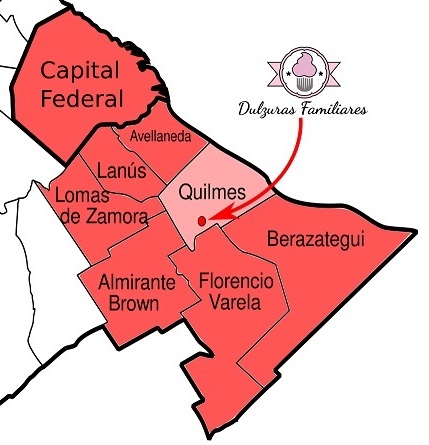 Capital
Federal
Dulzuras Familiares
Avellaneda
Lanús
Quilmes
Lomas
de Zamora
Berazategui
Almirante
Brown
Florencio
Varela